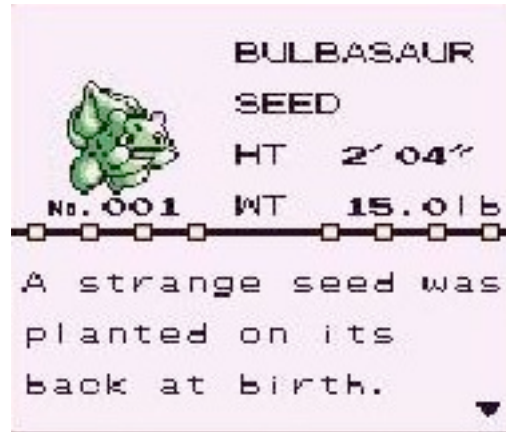 BULBASAUR
SEED
HT 2′04″
No.001 WT 15.0lb
A strange seed was
planted on its
back at birth.